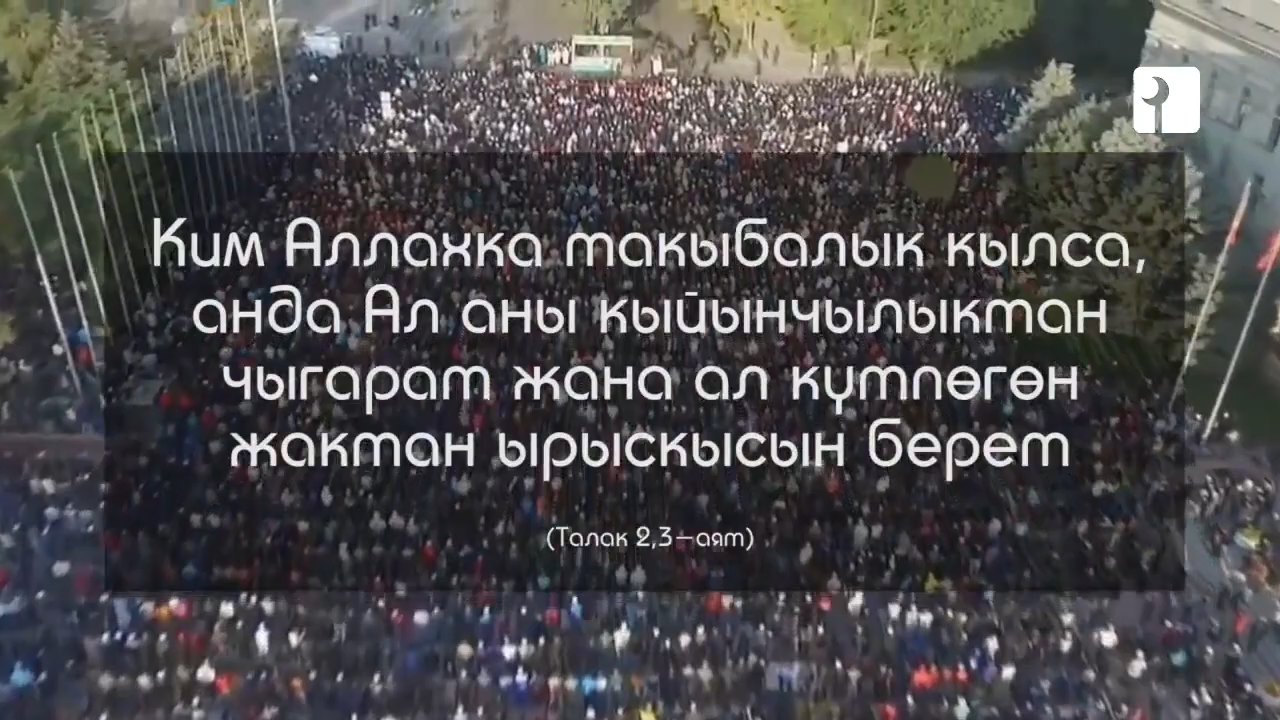 Ким Аллахка такыбалык кылса,
анда Ал аны кыйынчылыктан
чыгарат жана ал күтпөгөн
жактан ырыскысын берет
(Талак 2,3-аят)